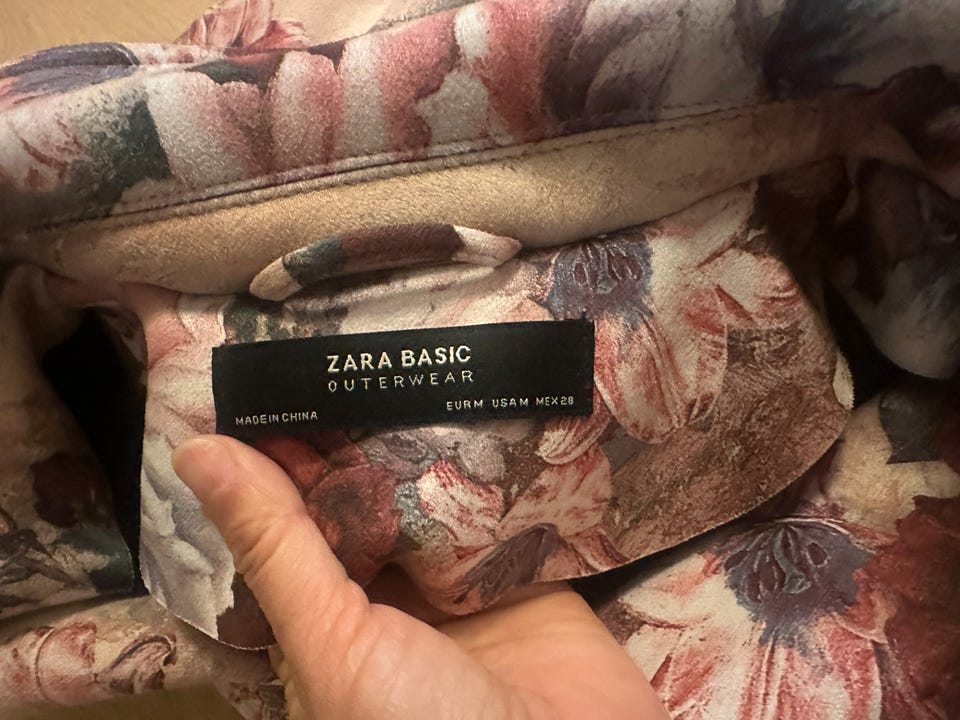 ZARA BASIC
OUTERWEAR
MADE IN CHINA
EUR M USA M MEX 28